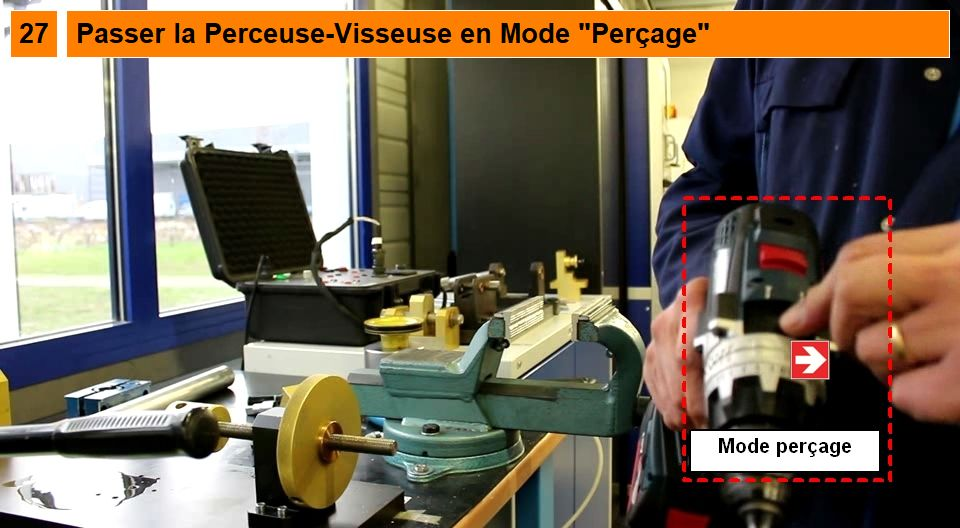 27 Passer la Perceuse-Visseuse en Mode "Perçage"
Mode perçage